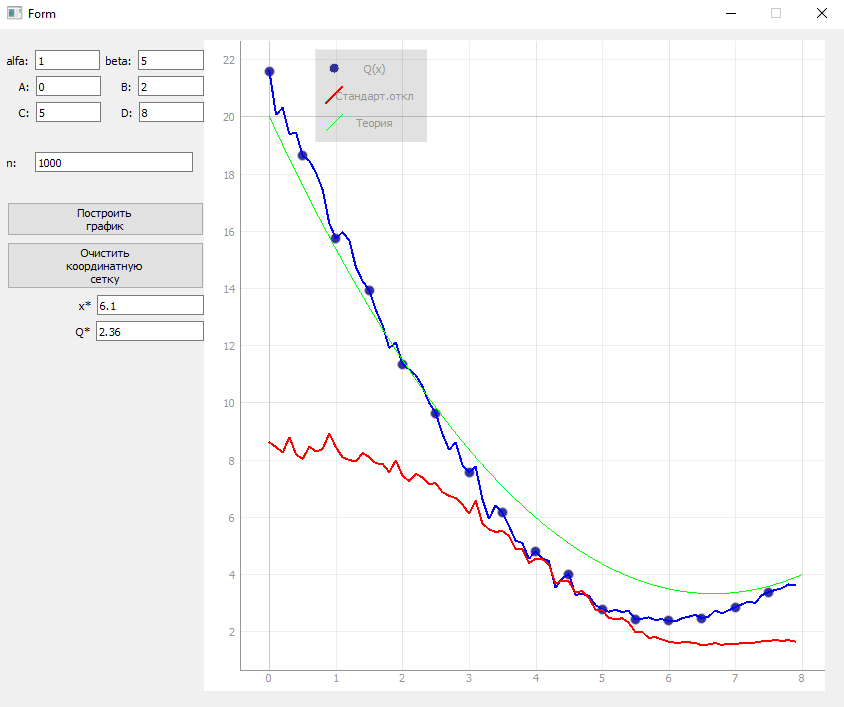 Form
alfa: 1 beta: 5
A: 0 B: 2
C: 5 D: 8
n: 1000
Построить
график
Очистить
координатную
сетку
x* 6.1
Q* 2.36
Q(x)
Стандарт.откл
Теория
22
20
18
16
14
12
10
8
6
4
2
0 1 2 3 4 5 6 7 8